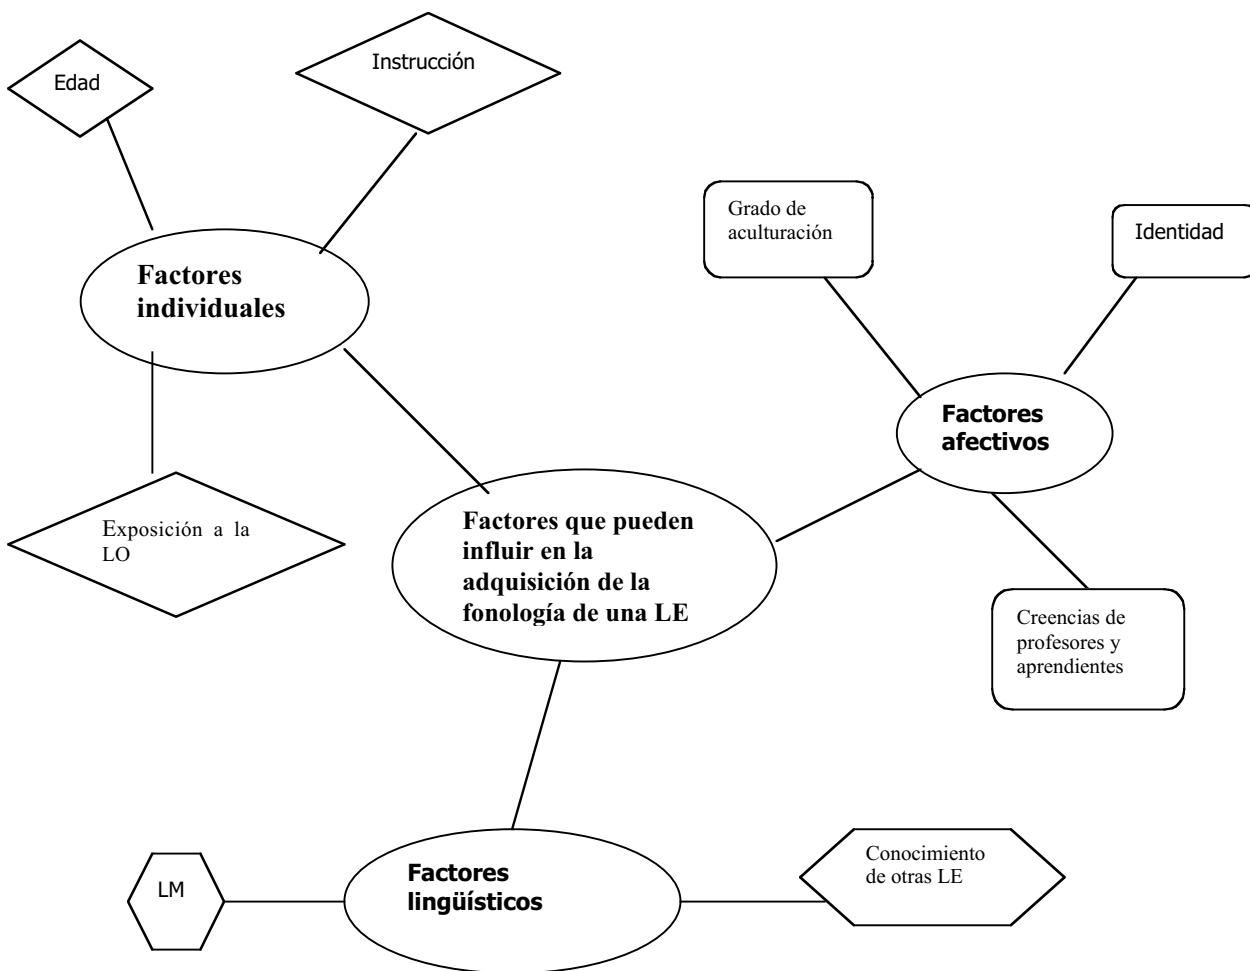 Edad
Instrucción
Grado de
aculturación
Identidad
Factores
individuales
Factores
afectivos
Exposición a la
LO
Factores que pueden
influir en la
adquisición de la
fonología de una LE
Creencias de
profesores y
aprendientes
LM
Factores
lingüísticos
Conocimiento
de otras LE